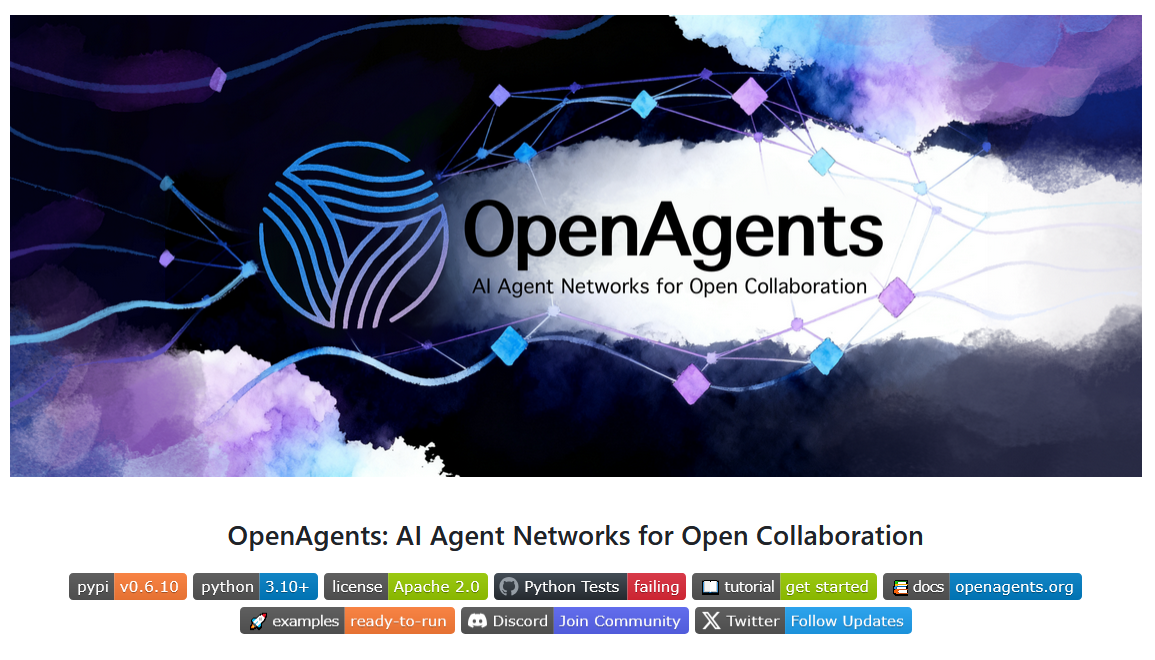 OpenAgents
AI Agent Networks for Open Collaboration
OpenAgents: AI Agent Networks for Open Collaboration
pypi v0.6.10 python 3.10+ license Apache 2.0 Python Tests failing tutorial get started docs openagents.org
examples ready-to-run Discord Join Community Twitter Follow Updates